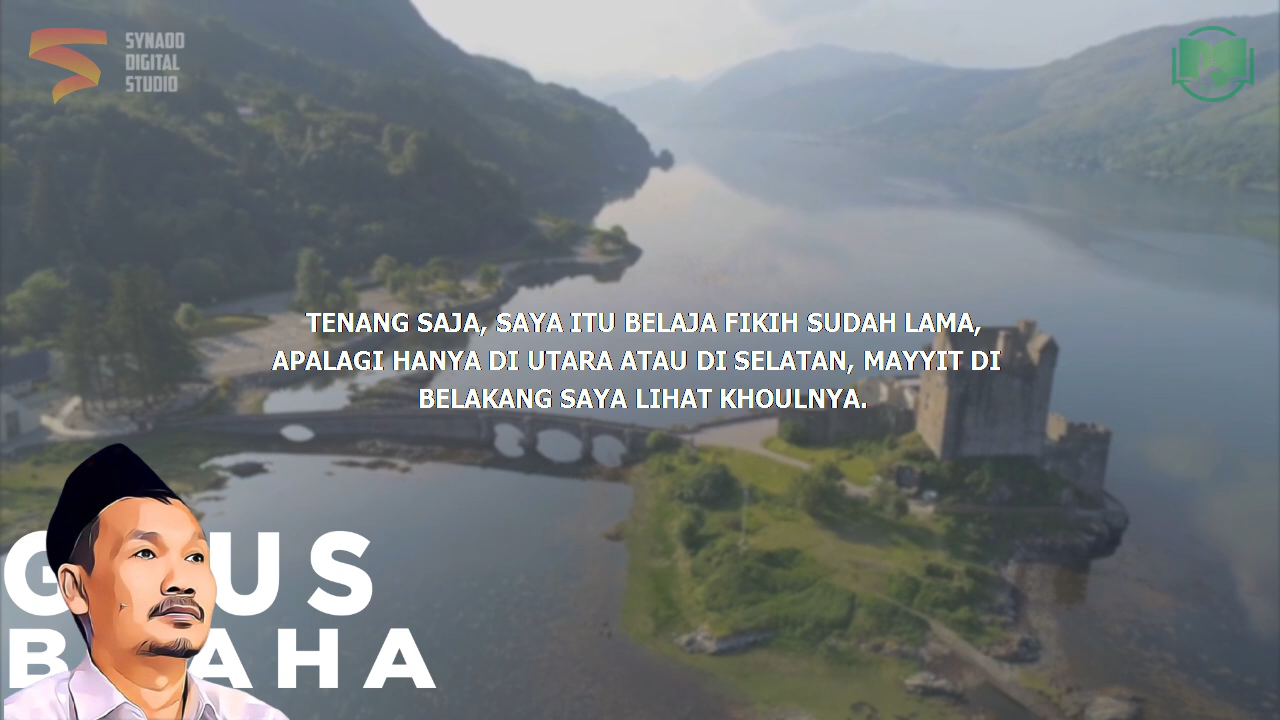 SYNADO
DIGITAL
STUDIO
TENANG SAJA, SAYA ITU BELAJA FIKIH SUDAH LAMA,
APALAGI HANYA DI UTARA ATAU DI SELATAN, MAYYIT DI
BELAKANG SAYA LIHAT KHOULNYA.
GUS
BAHA